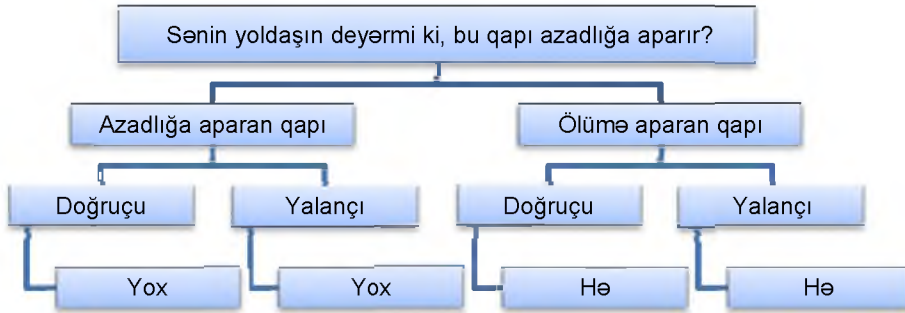 Sənin yoldaşın deyərmi ki, bu qapı azadlığa aparır?
Azadlığa aparan qapı
Ölümə aparan qapı
Doğruçu
Yalançı
Doğruçu
Yalançı
Yox
Yox
Hə
Hə